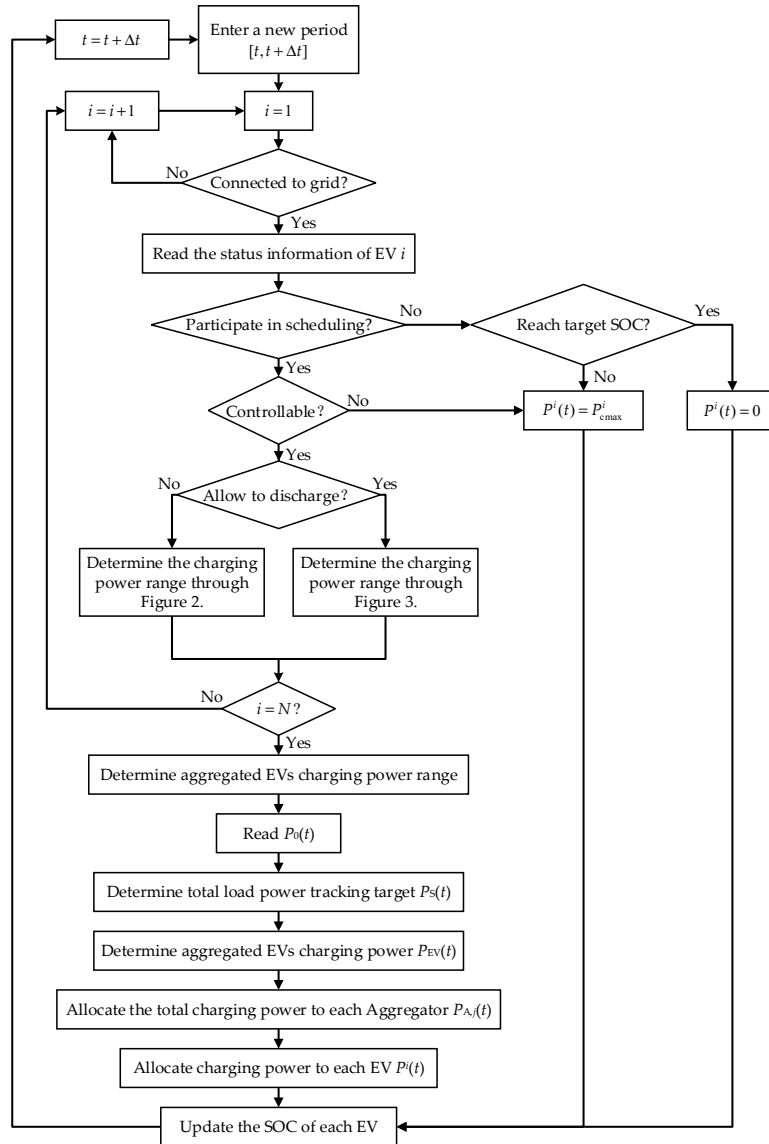 t = t + Δt
Enter a new period
[t, t + Δt]
i = i + 1
i = 1
No
Connected to grid?
Yes
Read the status information of EV i
Participate in scheduling?
No
Reach target SOC?
Yes
Yes
No
Controllable ?
No
P^i(t) = P^i_cmax
P^i(t) = 0
Yes
No
Allow to discharge?
Yes
Determine the charging
power range through
Figure 2.
Determine the charging
power range through
Figure 3.
No
i = N ?
Yes
Determine aggregated EVs charging power range
Read P₀(t)
Determine total load power tracking target P_S(t)
Determine aggregated EVs charging power P_EV(t)
Allocate the total charging power to each Aggregator P_A,j(t)
Allocate charging power to each EV P^i(t)
Update the SOC of each EV